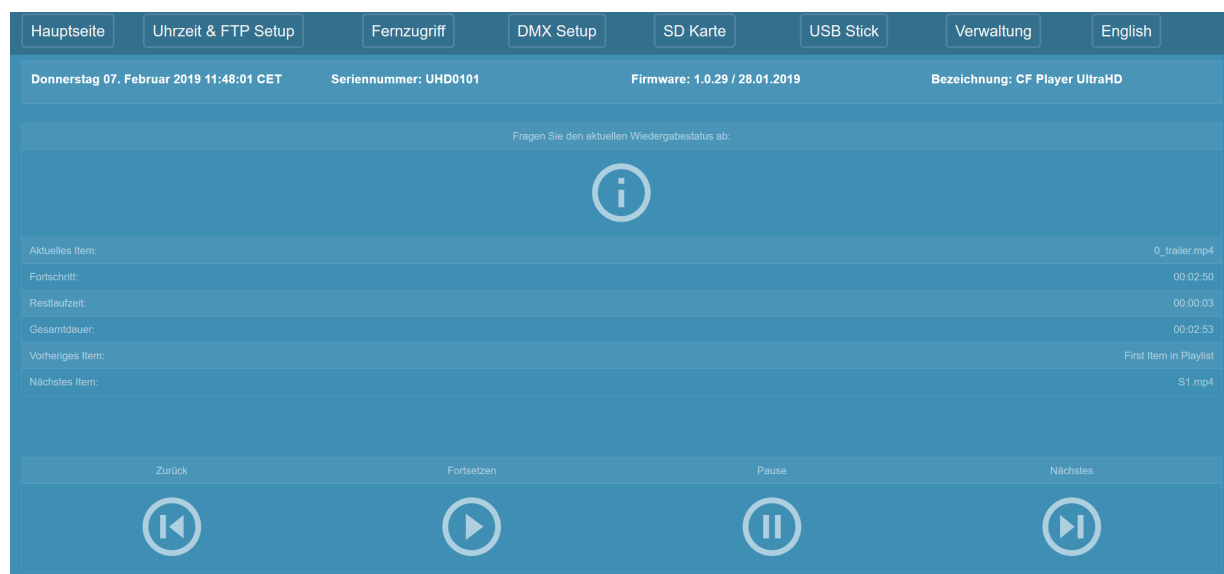 Hauptseite Uhrzeit & FTP Setup Fernzugriff DMX Setup SD Karte USB Stick Verwaltung English
Donnerstag 07. Februar 2019 11:48:01 CET Seriennummer: UHD0101 Firmware: 1.0.29 / 28.01.2019 Bezeichnung: CF Player UltraHD
Fragen Sie den aktuellen Wiedergabestatus ab:
Aktuelles Item: 0_trailer.mp4
Fortschritt: 00:02:50
Restlaufzeit: 00:00:03
Gesamtdauer: 00:02:53
Vorheriges Item: First Item in Playlist
Nächstes Item: S1.mp4
Zurück Fortsetzen Pause Nächstes